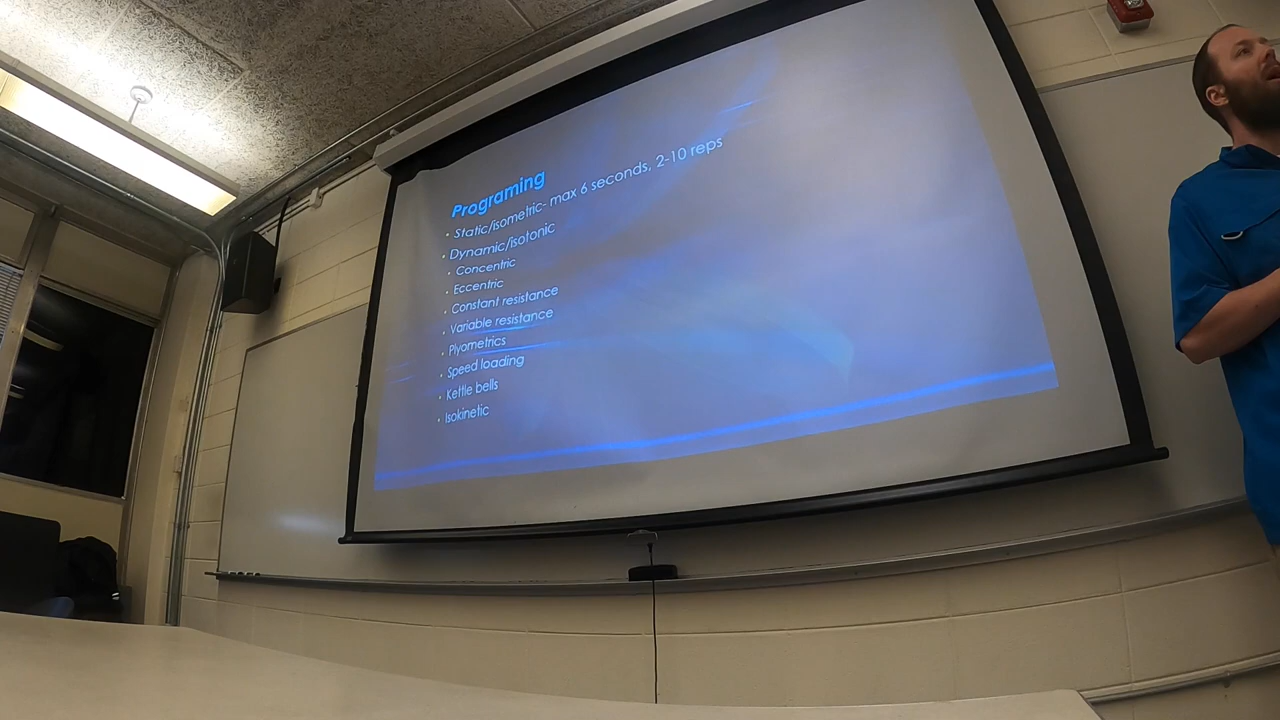 Programing
Static/isometric- max 6 seconds, 2-10 reps
Dynamic/isotonic
Concentric
Eccentric
Constant resistance
Variable resistance
Plyometrics
Speed loading
Kettle bells
Isokinetic